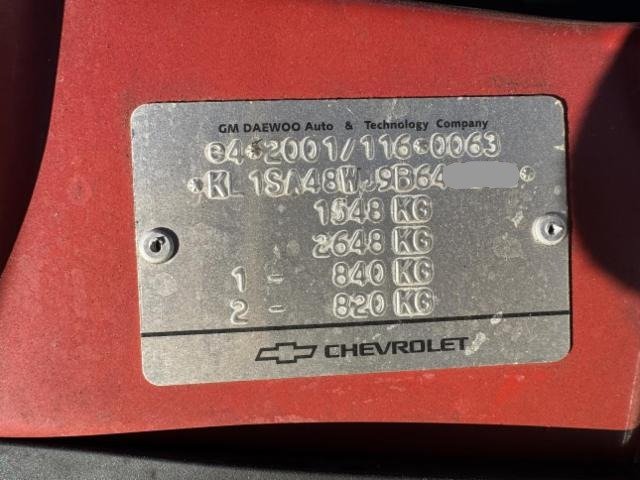 GM DAEWOO Auto & Technology Company
e4*2001/116*0063
*KL1SA48WJ9B64 *
1548 KG
2648 KG
1 - 840 KG
2 - 820 KG
CHEVROLET